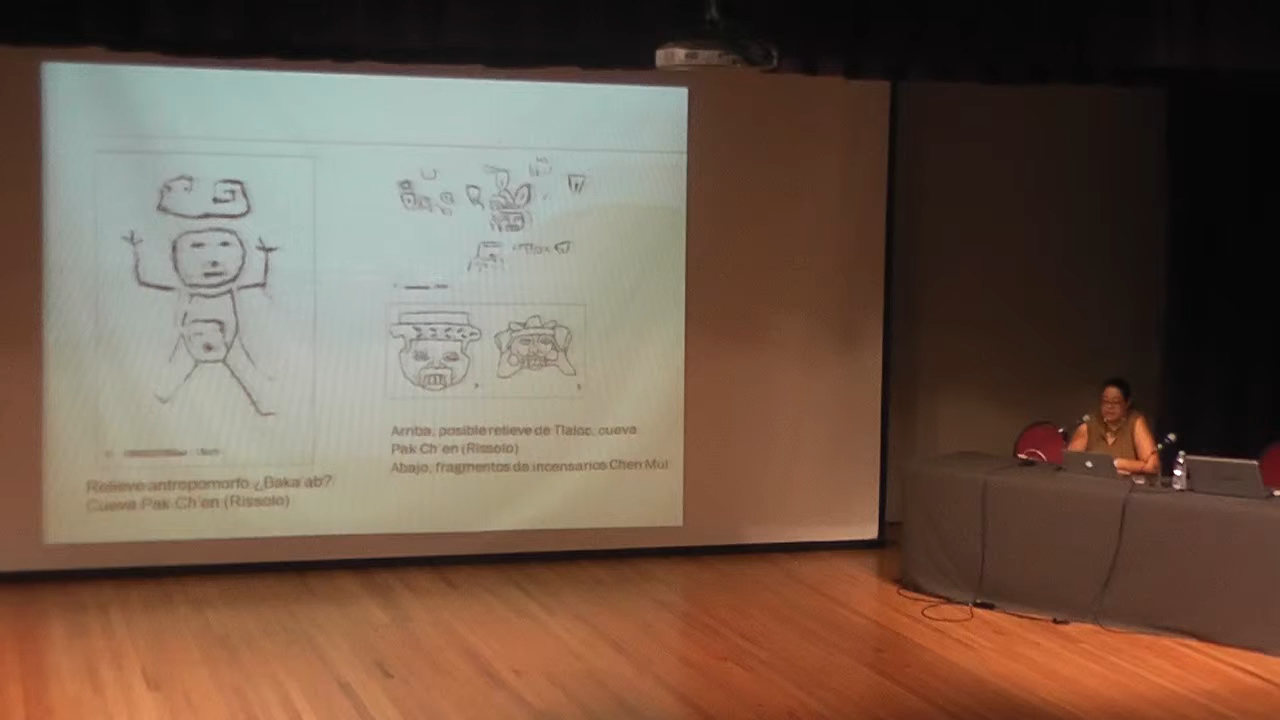 Relieve antropomorfo ¿Baka'ab?
Cueva Pak Ch'en (Rissolo)
Arriba, posible relieve de Tlaloc, cueva
Pak Ch'en (Rissolo)
Abajo, fragmentos de incensarios Chen Mul